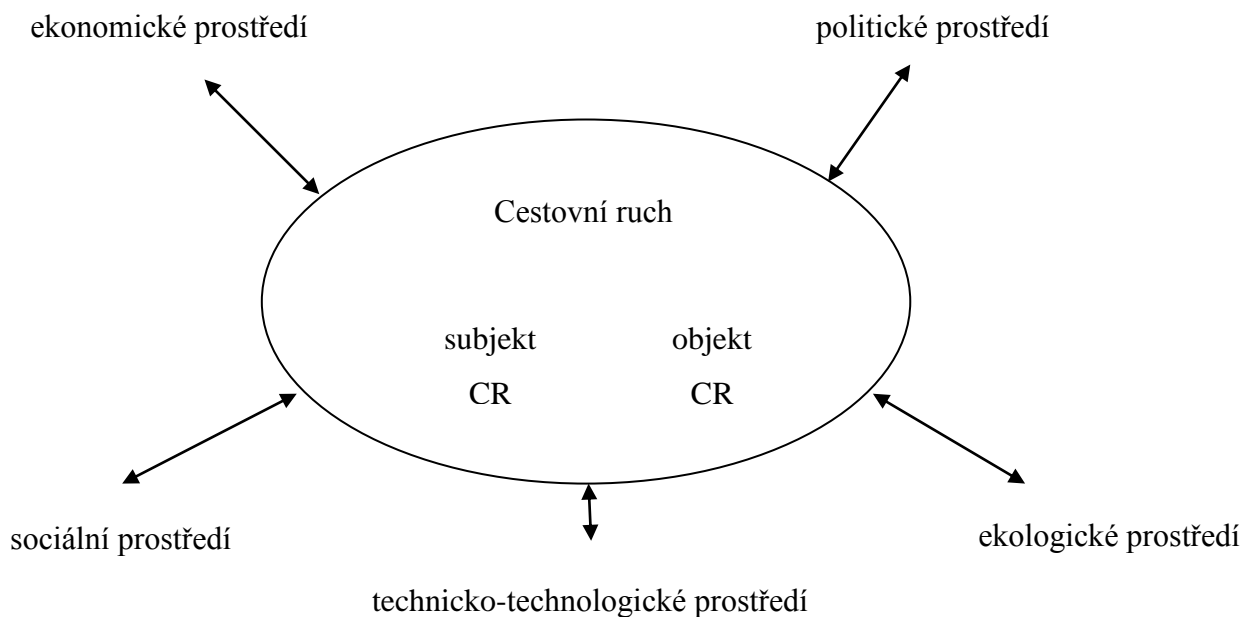 ekonomické prostředí
politické prostředí
Cestovní ruch
subjekt
CR
objekt
CR
sociální prostředí
ekologické prostředí
technicko-technologické prostředí